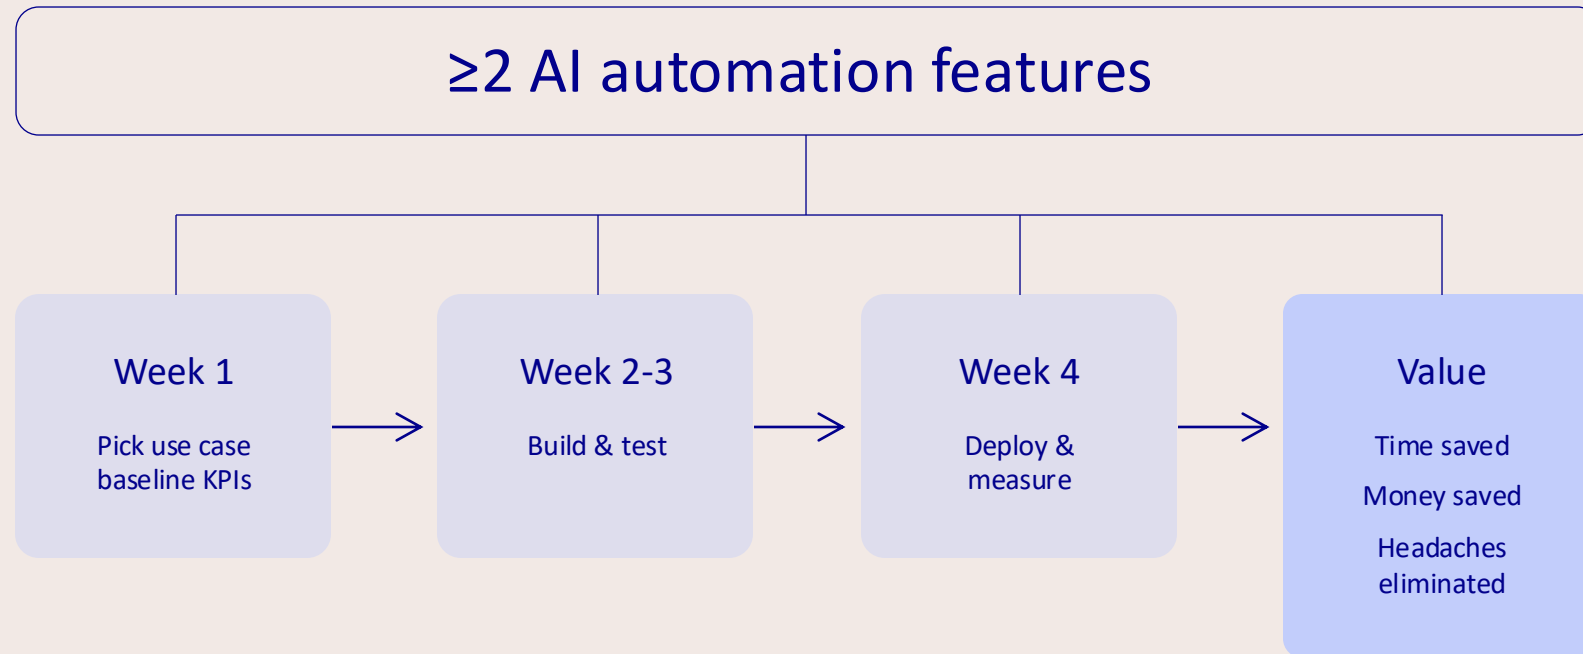 ≥2 AI automation features
Week 1
Pick use case
baseline KPIs
Week 2-3
Build & test
Week 4
Deploy &
measure
Value
Time saved
Money saved
Headaches
eliminated